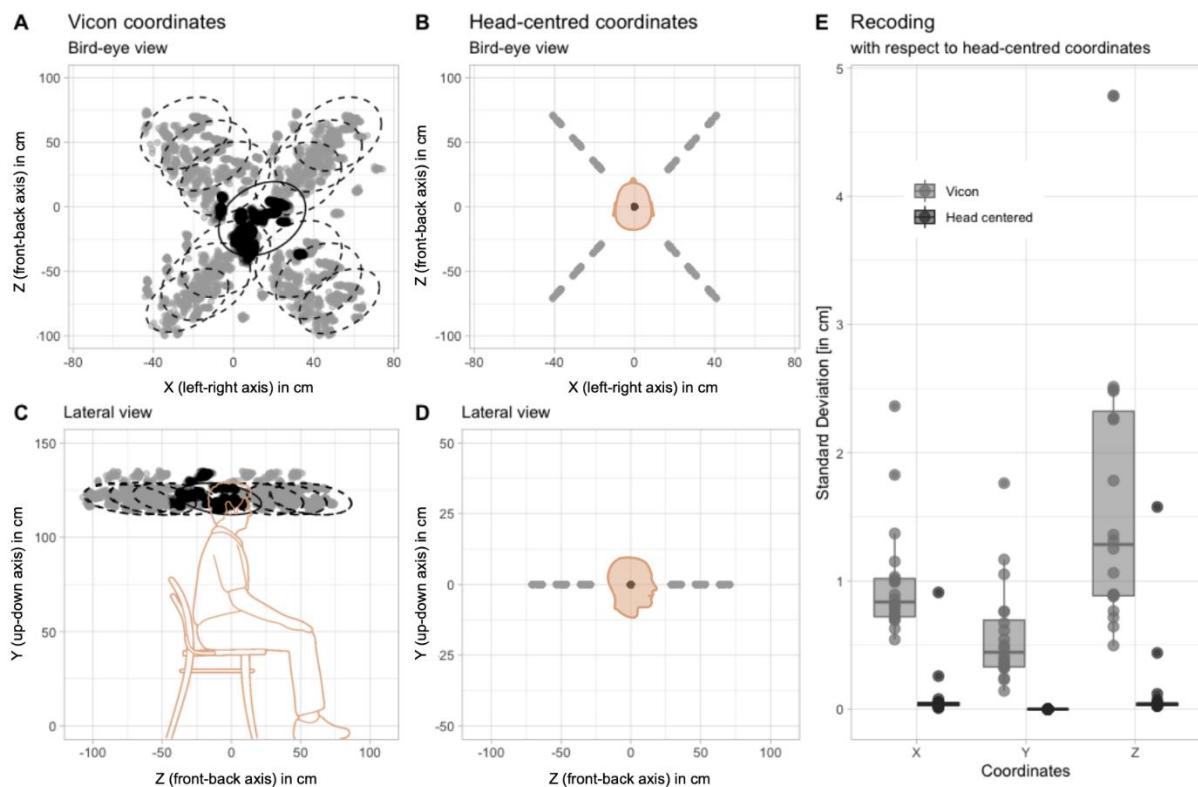 A Vicon coordinates
Bird-eye view
100
50
0
-50
-100
Z (front-back axis) in cm
-80
-40
0
40
80
X (left-right axis) in cm
B Head-centred coordinates
Bird-eye view
100
50
0
-50
-100
Z (front-back axis) in cm
-80
-40
0
40
80
X (left-right axis) in cm
C Lateral view
150
100
50
0
Y (up-down axis) in cm
-100
-50
0
50
100
Z (front-back axis) in cm
D Lateral view
50
25
0
-25
-50
Y (up-down axis) in cm
-100
-50
0
50
100
Z (front-back axis) in cm
E Recoding
with respect to head-centred coordinates
5
4
3
2
1
0
Standard Deviation [in cm]
Vicon
Head centered
X
Y
Z
Coordinates